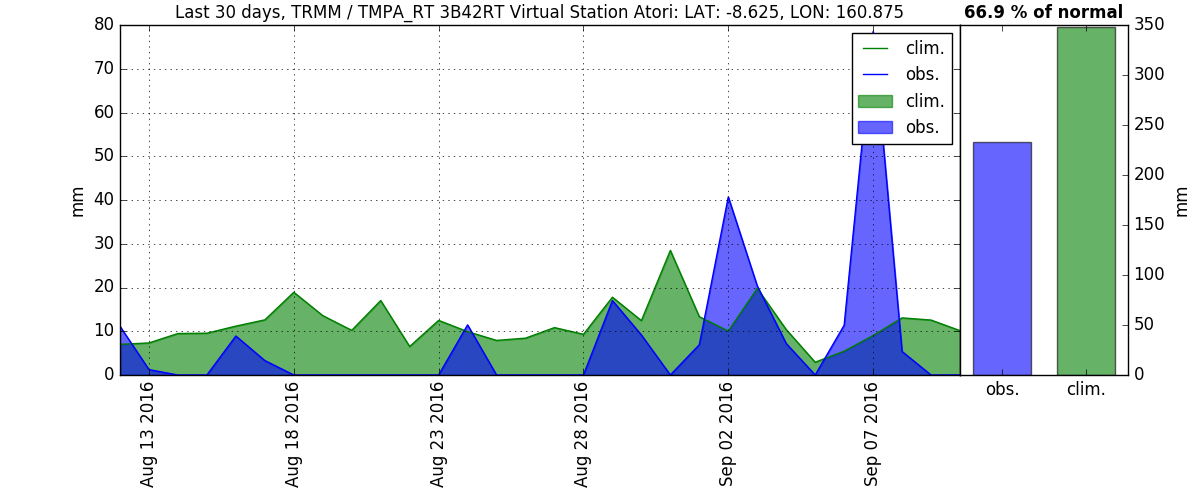 Last 30 days, TRMM / TMPA_RT 3B42RT Virtual Station Atori: LAT: -8.625, LON: 160.875
66.9 % of normal
80
70
60
50
40
30
20
10
0
mm
clim.
obs.
clim.
obs.
Aug 13 2016
Aug 18 2016
Aug 23 2016
Aug 28 2016
Sep 02 2016
Sep 07 2016
350
300
250
200
150
100
50
0
mm
obs.
clim.